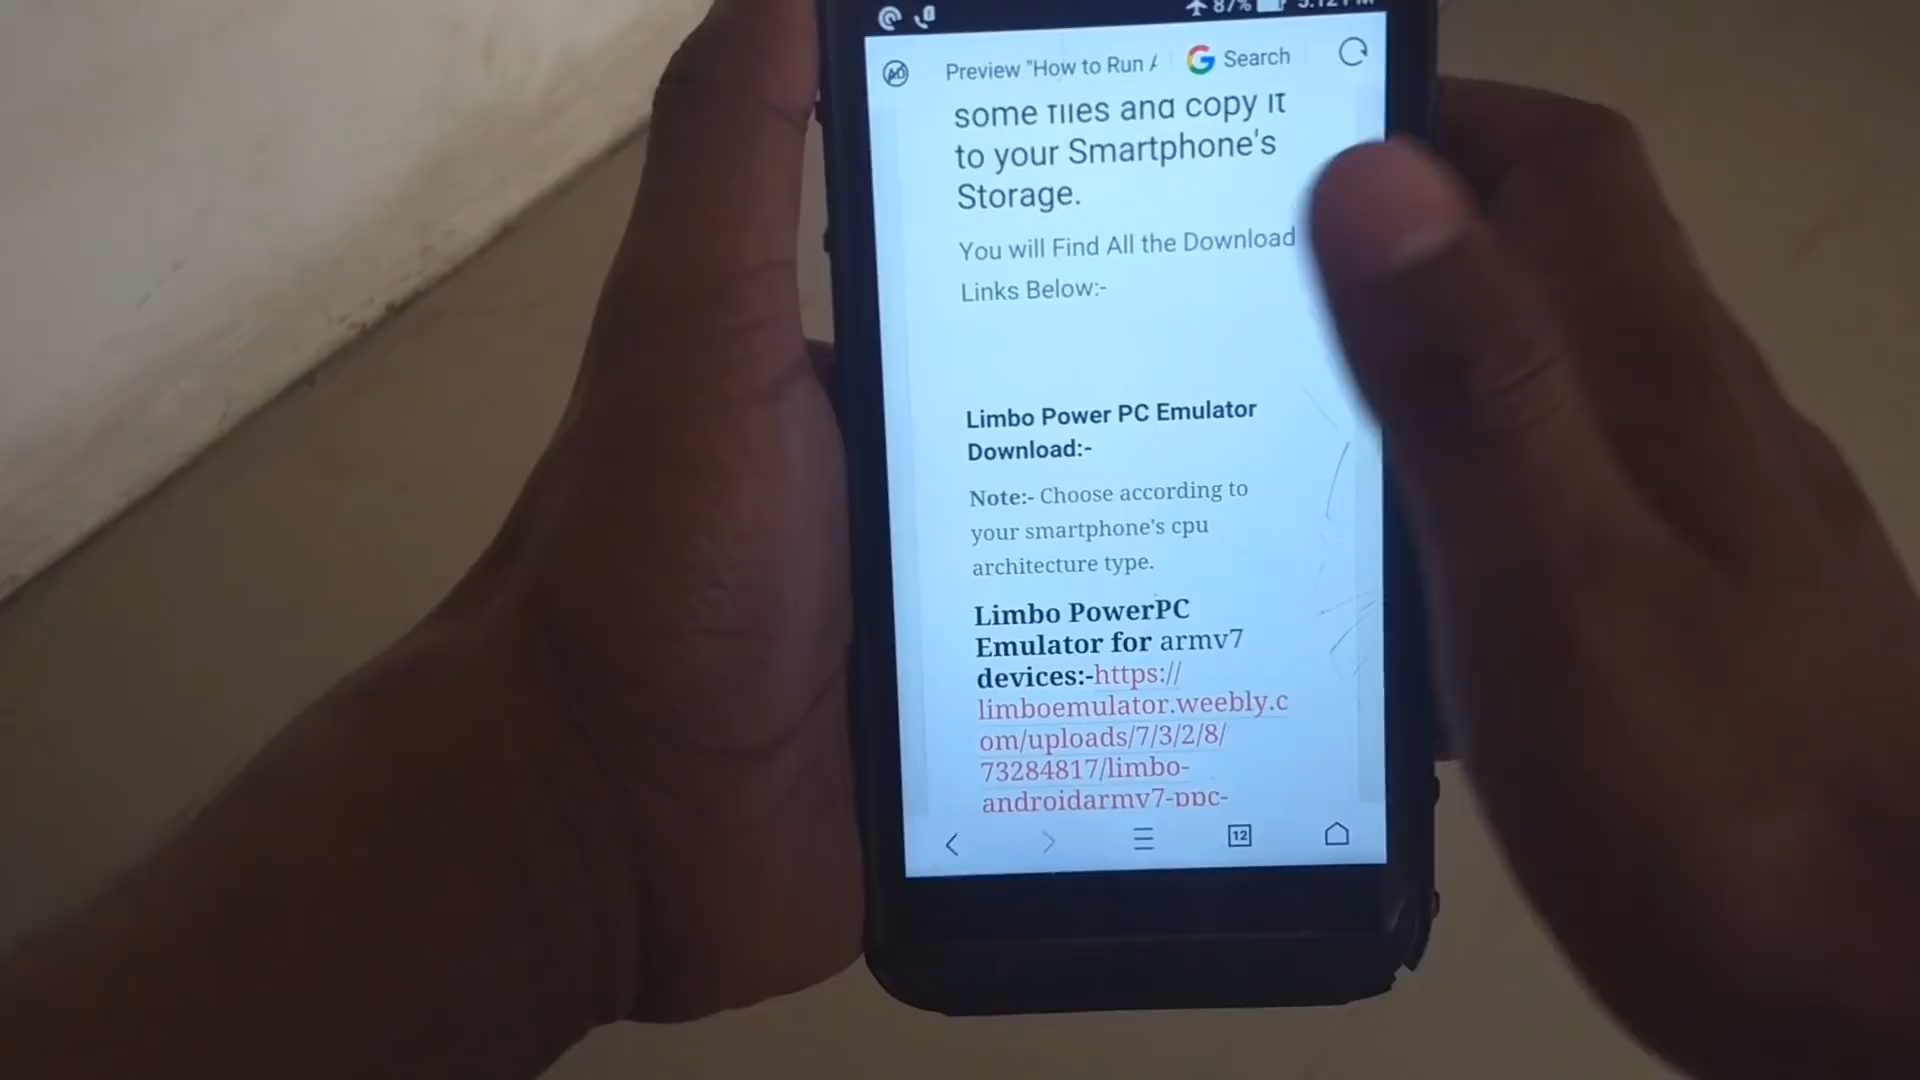 87%
Preview "How to Run
Search
some files and copy it
to your Smartphone's
Storage.
You will Find All the Download
Links Below:-
Limbo Power PC Emulator
Download:-
Note:- Choose according to
your smartphone's cpu
architecture type.
Limbo PowerPC
Emulator for armv7
devices:-https://
limboemulator.weebly.c
om/uploads/7/3/2/8/
73284817/limbo-
androidarmv7-ppc-
12